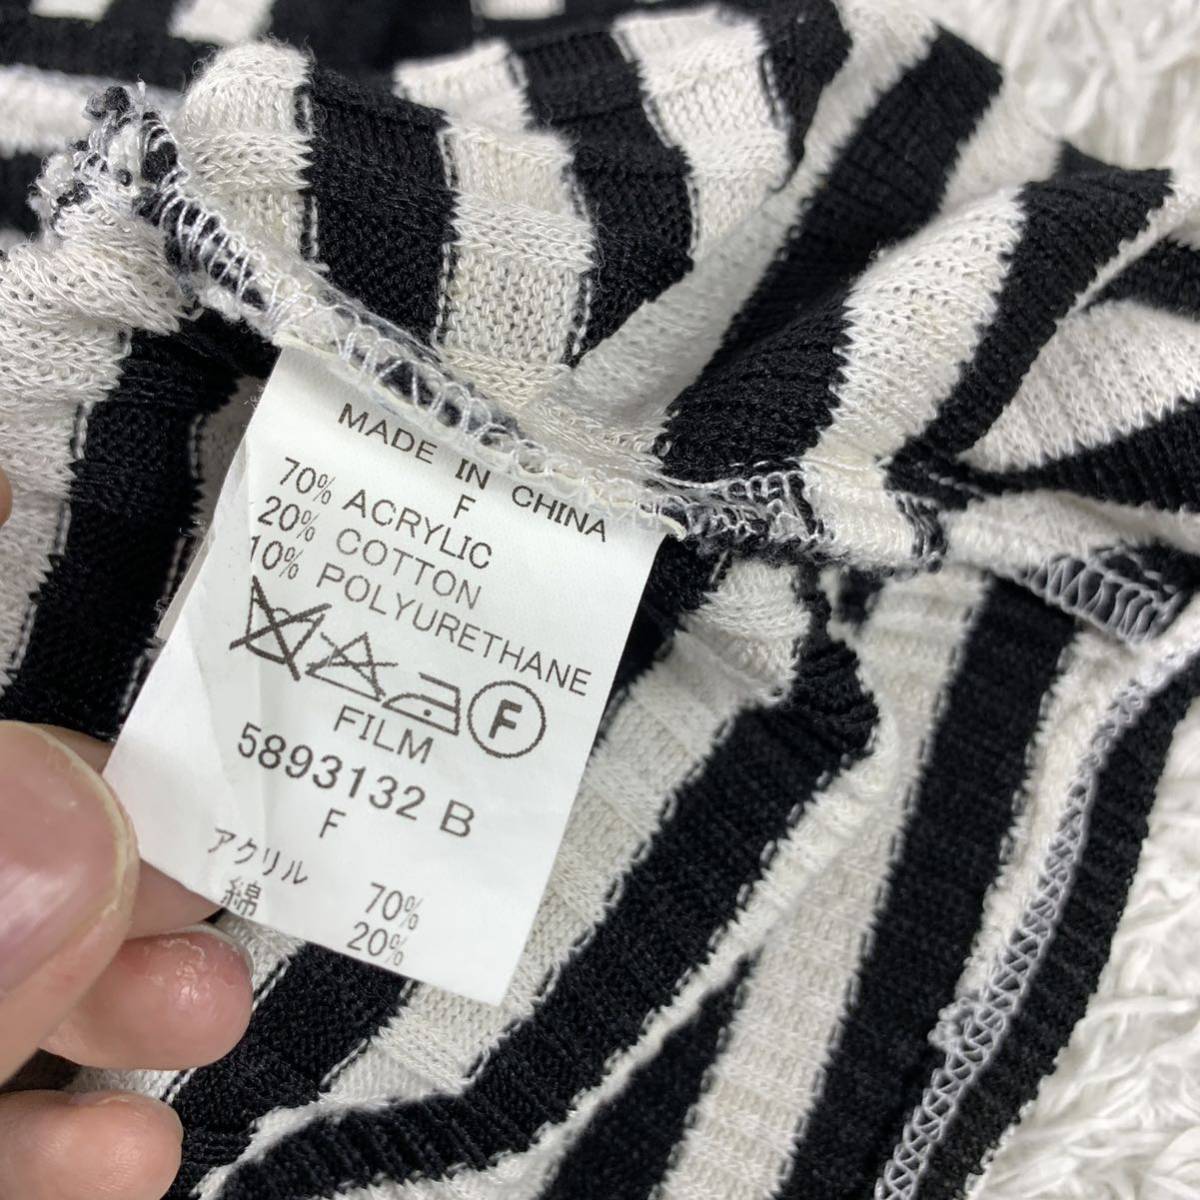 MADE IN CHINA
F
70% ACRYLIC
20% COTTON
10% POLYURETHANE
F
FILM
5893132 B
F
アクリル 70%
綿 20%